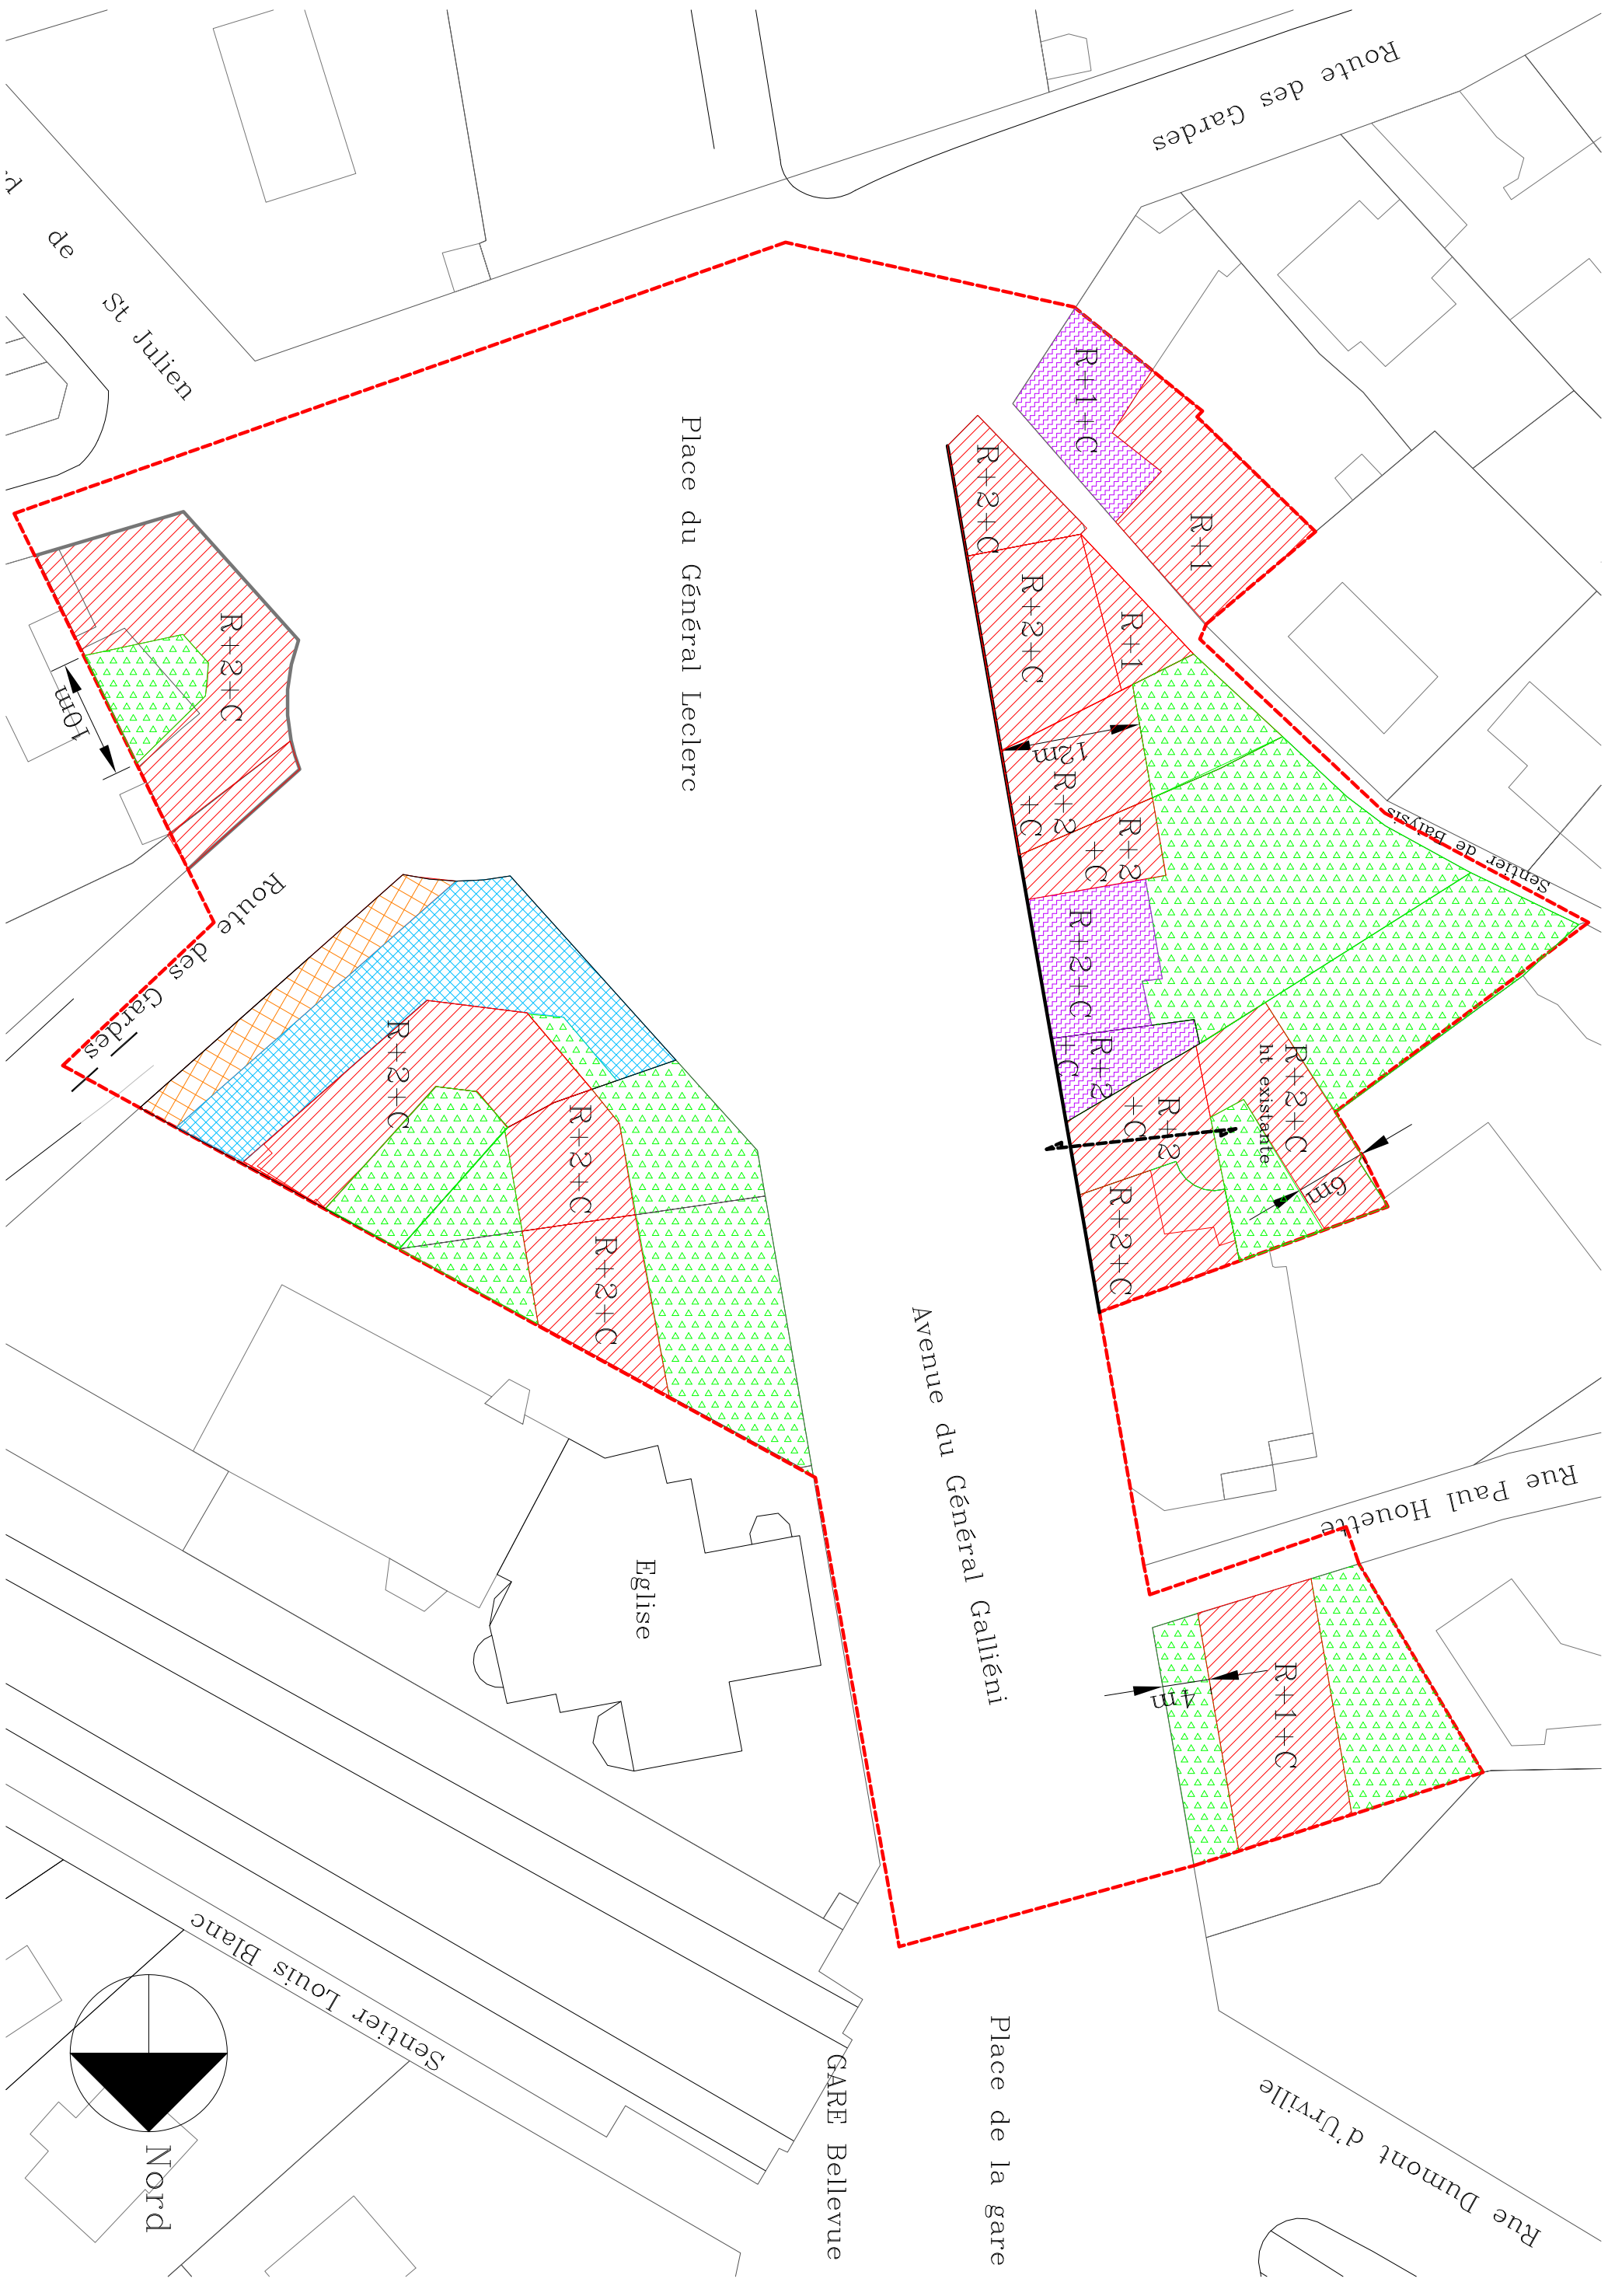 Route des Gardes
de
St Julien
Place du Général Leclerc
R+1+C
R+1
R+2+C
R+2+C
R+1
12m
R+2
+C
R+2
+C
R+2+C
R+2
+C
R+2
+C
R+2+C
R+2+C
ht existante
6m
Sentier de Balysis
R+2+C
10m
Route des Gardes
R+2+C
R+2+C
R+2+C
Avenue du Général Galliéni
Eglise
Rue Paul Houette
R+1+C
4m
Sentier Louis Blanc
Nord
GARE Bellevue
Place de la gare
Rue Dumont d'Urville